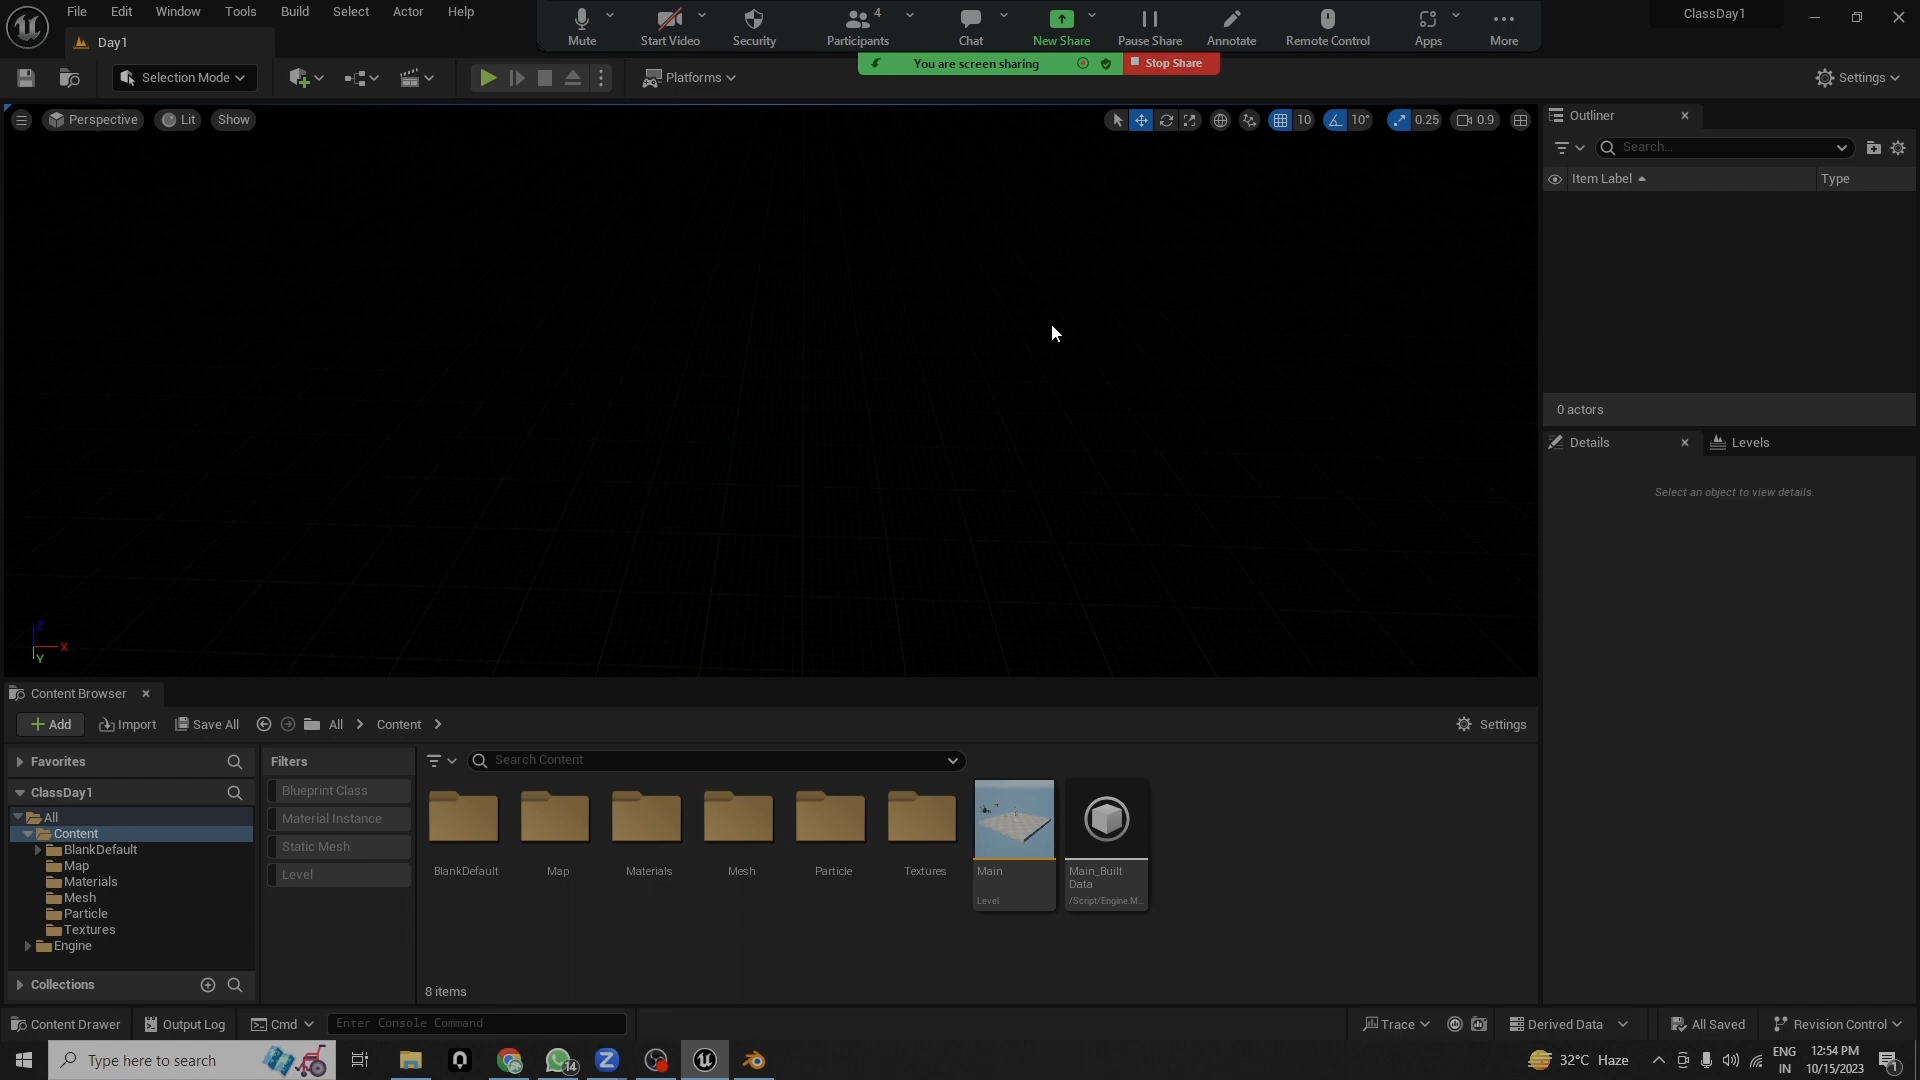 File Edit Window Tools Build Select Actor Help
Mute Start Video Security Participants 4 Chat New Share Pause Share Annotate Remote Control Apps More
ClassDay1
Day1
You are screen sharing Stop Share
Selection Mode Platforms Settings
Perspective Lit Show 10 10° 0.25 0.9
Outliner
Search...
Item Label Type
0 actors
Details Levels
Select an object to view details.
Z
X
Y
Content Browser
Add Import Save All All Content Settings
Favorites
Filters
Search Content
ClassDay1
Blueprint Class
Material Instance
Static Mesh
Level
All
Content
BlankDefault
Map
Materials
Mesh
Particle
Textures
Engine
BlankDefault Map Materials Mesh Particle Textures Main Main_Built
Data
Level /Script/Engine.M...
Collections
8 items
Content Drawer Output Log Cmd Enter Console Command Trace Derived Data All Saved Revision Control
Type here to search 14 32°C Haze ENG
IN 12:54 PM
10/15/2023 1